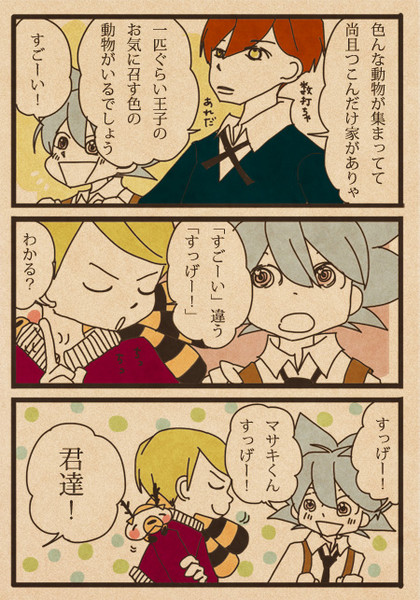 色んな動物が集まってて
尚且つこんだけ家がありゃ
数打ちゃ
あれだ
一匹ぐらい王子の
お気に召す色の
動物がいるでしょう
すごーい！
「すごーい」違う
「すっげー！」
わかる？
すっげー！
マサキくん
すっげー！
君達！